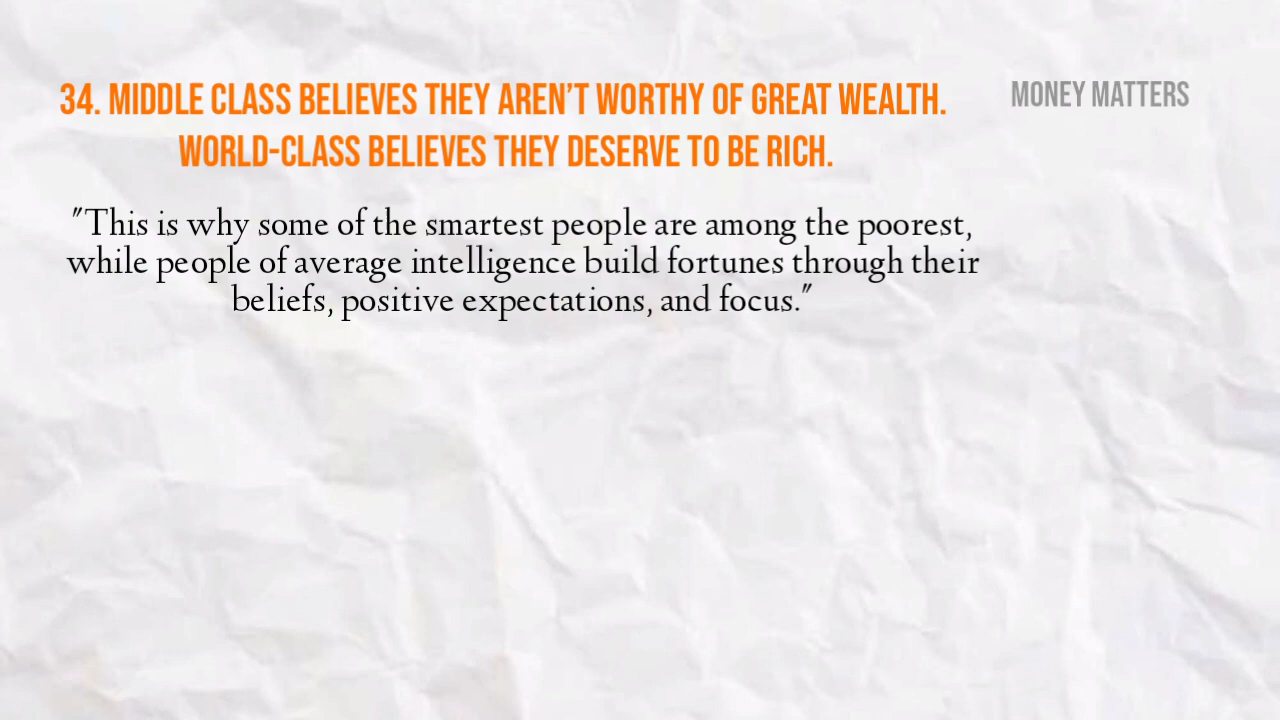 34. MIDDLE CLASS BELIEVES THEY AREN’T WORTHY OF GREAT WEALTH.
WORLD-CLASS BELIEVES THEY DESERVE TO BE RICH.
MONEY MATTERS
"This is why some of the smartest people are among the poorest,
while people of average intelligence build fortunes through their
beliefs, positive expectations, and focus."